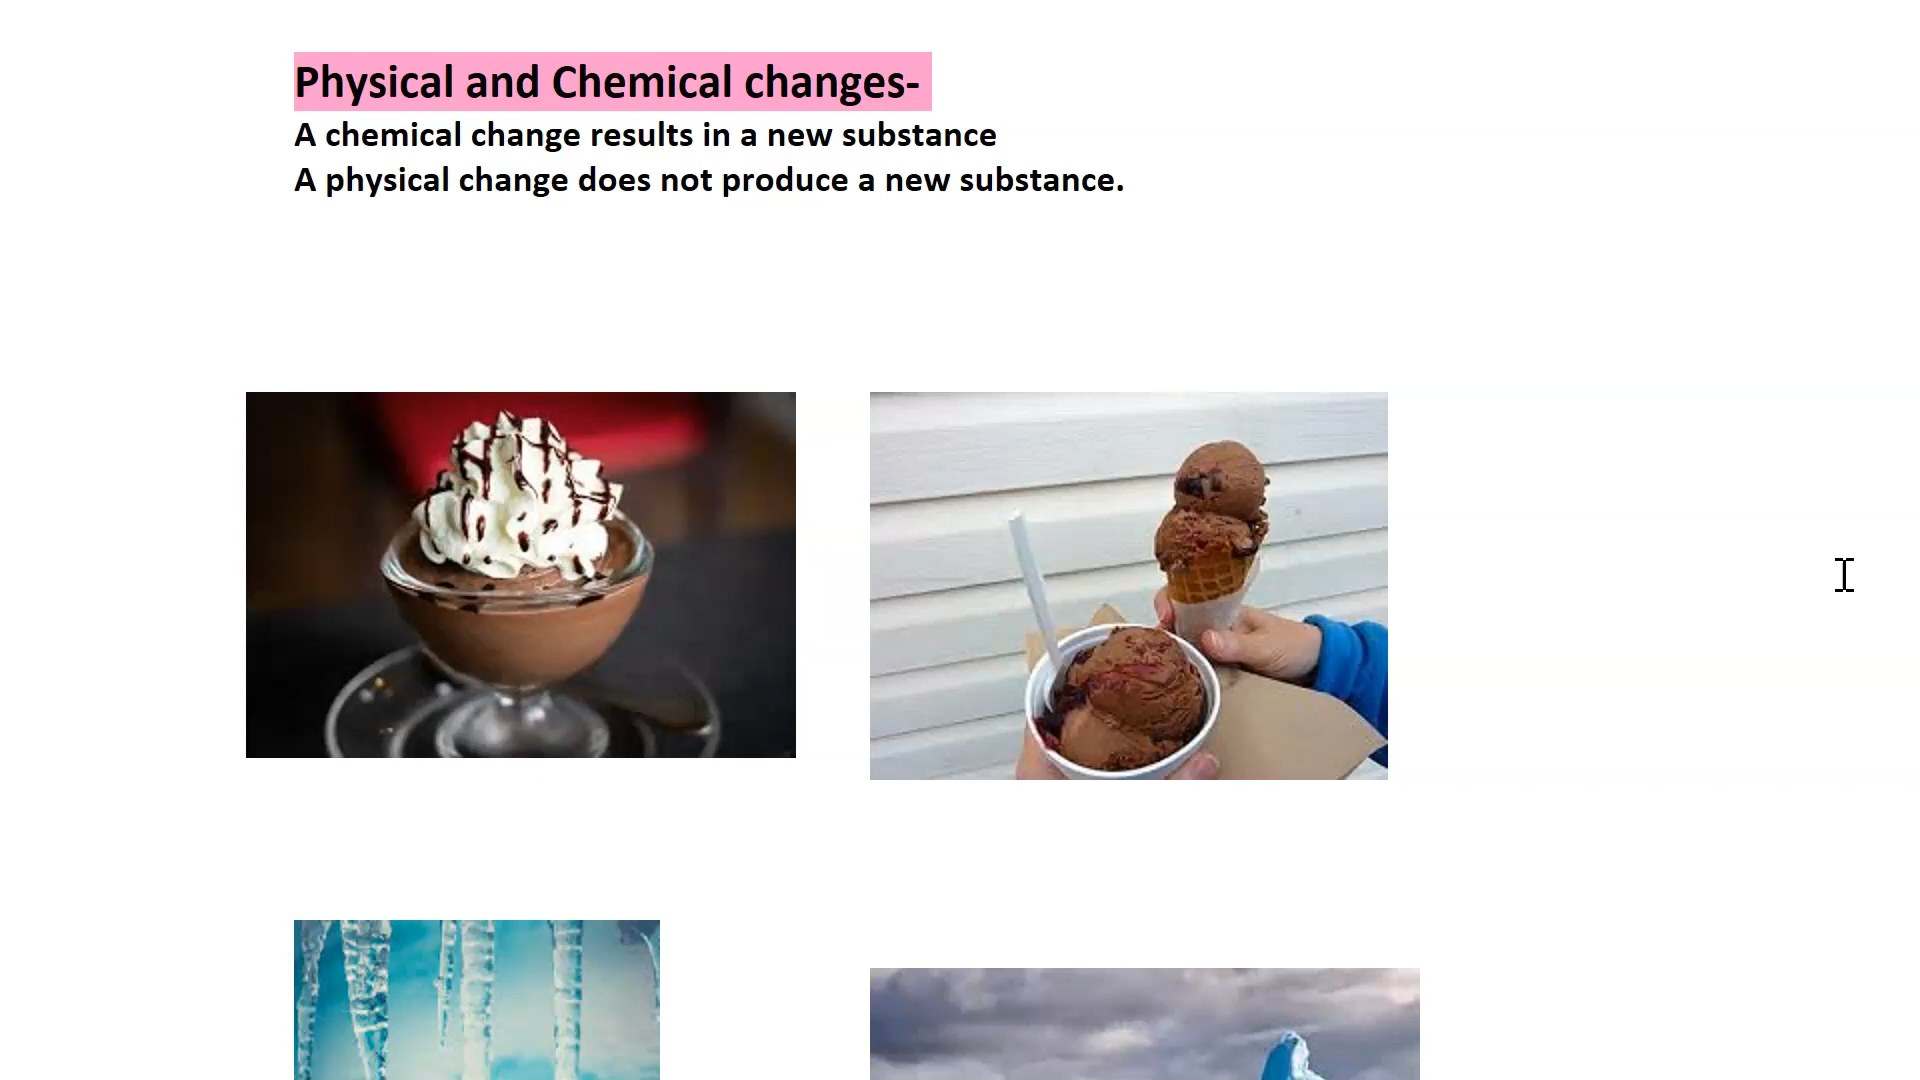 Physical and Chemical changes-
A chemical change results in a new substance
A physical change does not produce a new substance.